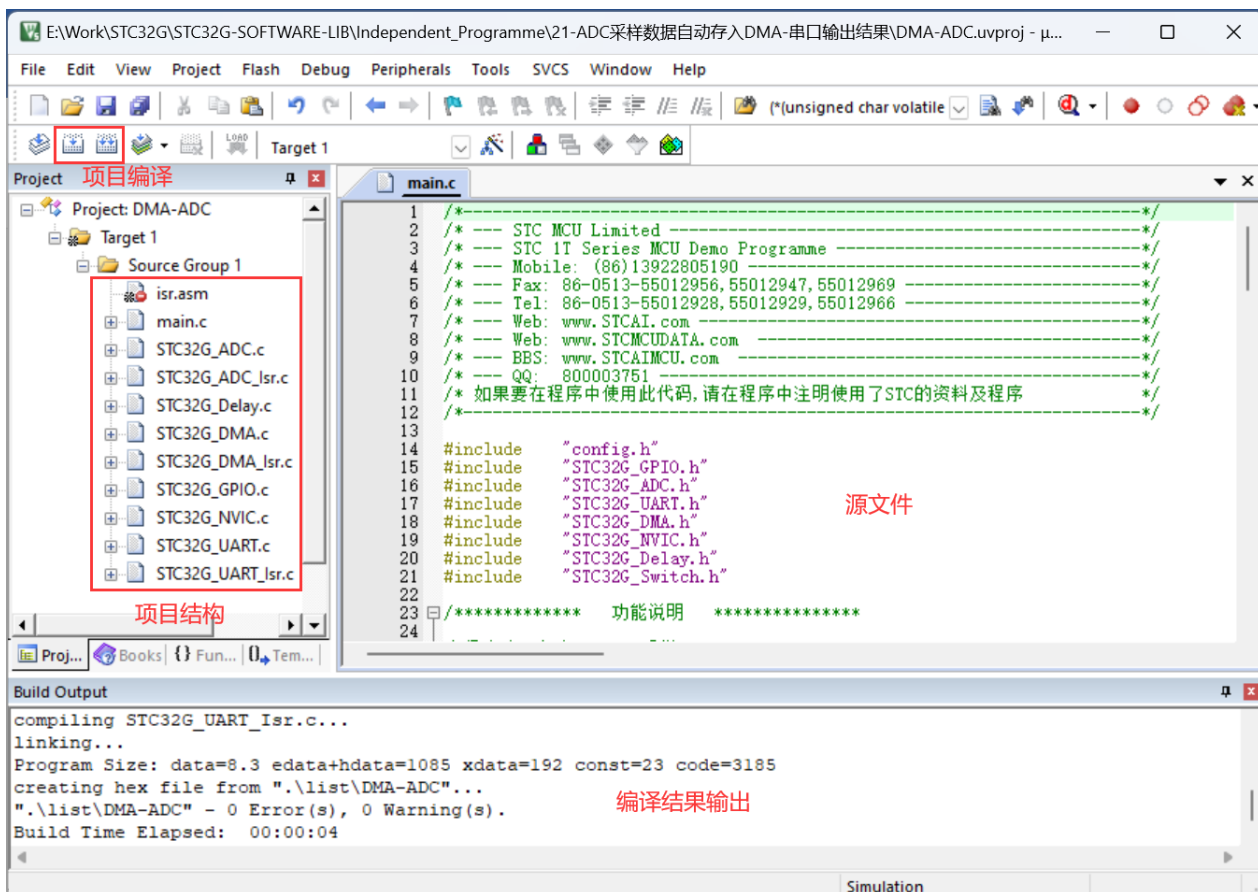 E:\Work\STC32G\STC32G-SOFTWARE-LIB\Independent_Programme\21-ADC采样数据自动存入DMA-串口输出结果\DMA-ADC.uvproj - µ...
File Edit View Project Flash Debug Peripherals Tools SVCS Window Help
(*(unsigned char volatile
LOAD
Target 1
Project 项目编译
main.c
Project: DMA-ADC
Target 1
Source Group 1
isr.asm
main.c
STC32G_ADC.c
STC32G_ADC_Isr.c
STC32G_Delay.c
STC32G_DMA.c
STC32G_DMA_Isr.c
STC32G_GPIO.c
STC32G_NVIC.c
STC32G_UART.c
STC32G_UART_Isr.c
项目结构
Proj... Books {} Fun... Tem...
1 /*---------------------------------------------------------------------*/
2 /* --- STC MCU Limited ------------------------------------------------*/
3 /* --- STC 1T Series MCU Demo Programme -------------------------------*/
4 /* --- Mobile: (86)13922805190 ----------------------------------------*/
5 /* --- Fax: 86-0513-55012956,55012947,55012969 ------------------------*/
6 /* --- Tel: 86-0513-55012928,55012929,55012966 ------------------------*/
7 /* --- Web: www.STCAI.com ---------------------------------------------*/
8 /* --- Web: www.STCMCUDATA.com ---------------------------------------*/
9 /* --- BBS: www.STCAIMCU.com -----------------------------------------*/
10 /* --- QQ: 800003751 -------------------------------------------------*/
11 /* 如果要在程序中使用此代码,请在程序中注明使用了STC的资料及程序 */
12 /*---------------------------------------------------------------------*/
13
14 #include "config.h"
15 #include "STC32G_GPIO.h"
16 #include "STC32G_ADC.h"
17 #include "STC32G_UART.h"
18 #include "STC32G_DMA.h"
19 #include "STC32G_NVIC.h"
20 #include "STC32G_Delay.h"
21 #include "STC32G_Switch.h"
22
23 /************* 功能说明 ***************
24
源文件
Build Output
compiling STC32G_UART_Isr.c...
linking...
Program Size: data=8.3 edata+hdata=1085 xdata=192 const=23 code=3185
creating hex file from ".\list\DMA-ADC"...
".\list\DMA-ADC" - 0 Error(s), 0 Warning(s).
Build Time Elapsed: 00:00:04
编译结果输出
Simulation